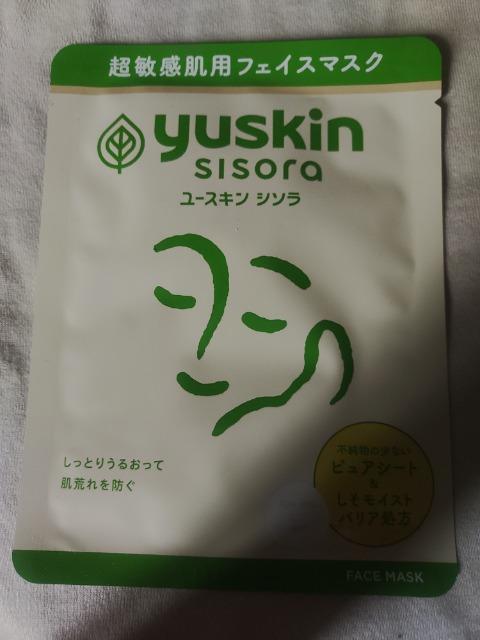 超敏感肌用フェイスマスク
yuskin
sisora
ユースキン シソラ
しっとりうるおって
肌荒れを防ぐ
不純物の少ない
ピュアシート
&
しそモイスト
バリア処方
FACE MASK